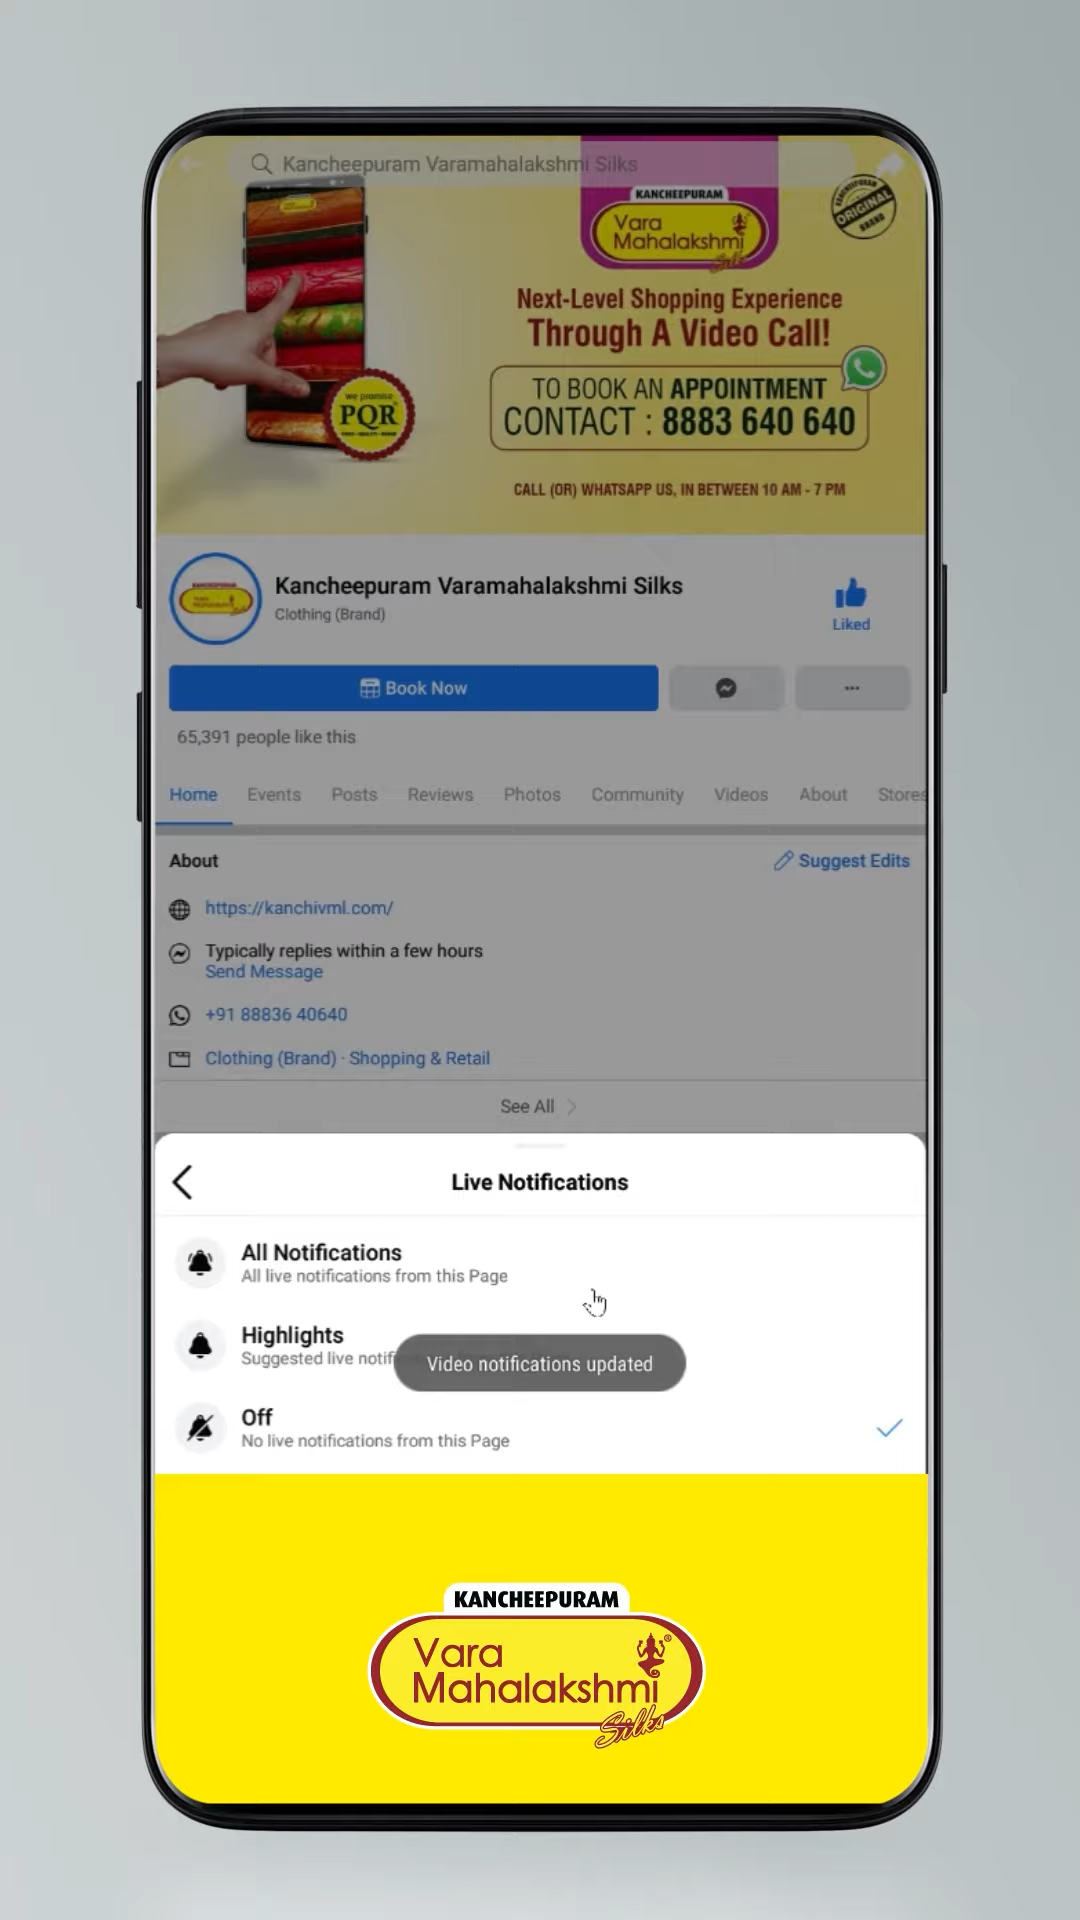 Kancheepuram Varamahalakshmi Silks
KANCHEEPURAM
Vara
Mahalakshmi
Silks
ORIGINAL
BRAND
Next-Level Shopping Experience
Through A Video Call!
TO BOOK AN APPOINTMENT
CONTACT : 8883 640 640
CALL (OR) WHATSAPP US, IN BETWEEN 10 AM - 7 PM
we promise
PQR
Kancheepuram Varamahalakshmi Silks
Clothing (Brand)
Liked
Book Now
65,391 people like this
Home Events Posts Reviews Photos Community Videos About Stores
About
Suggest Edits
https://kanchivml.com/
Typically replies within a few hours
Send Message
+91 88836 40640
Clothing (Brand) · Shopping & Retail
See All
Live Notifications
All Notifications
All live notifications from this Page
Highlights
Suggested live
Video notifications updated
Off
No live notifications from this Page
KANCHEEPURAM
Vara
Mahalakshmi®
Silks